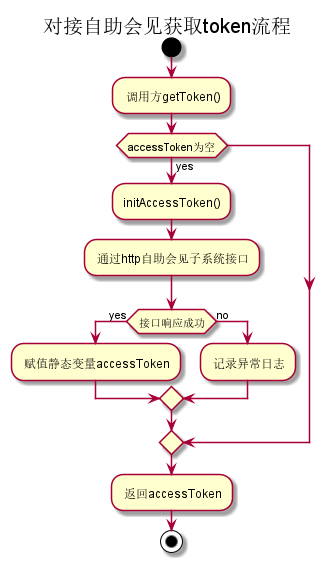 对接自助会见获取token流程
调用方getToken()
accessToken为空
yes
initAccessToken()
通过http自助会见子系统接口
yes
接口响应成功
no
赋值静态变量accessToken
记录异常日志
返回accessToken